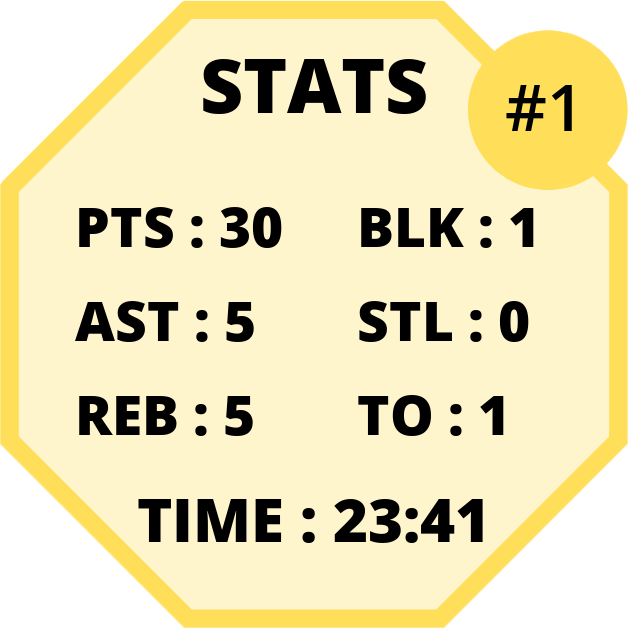 STATS
#1
PTS : 30
BLK : 1
AST : 5
STL : 0
REB : 5
TO : 1
TIME : 23:41